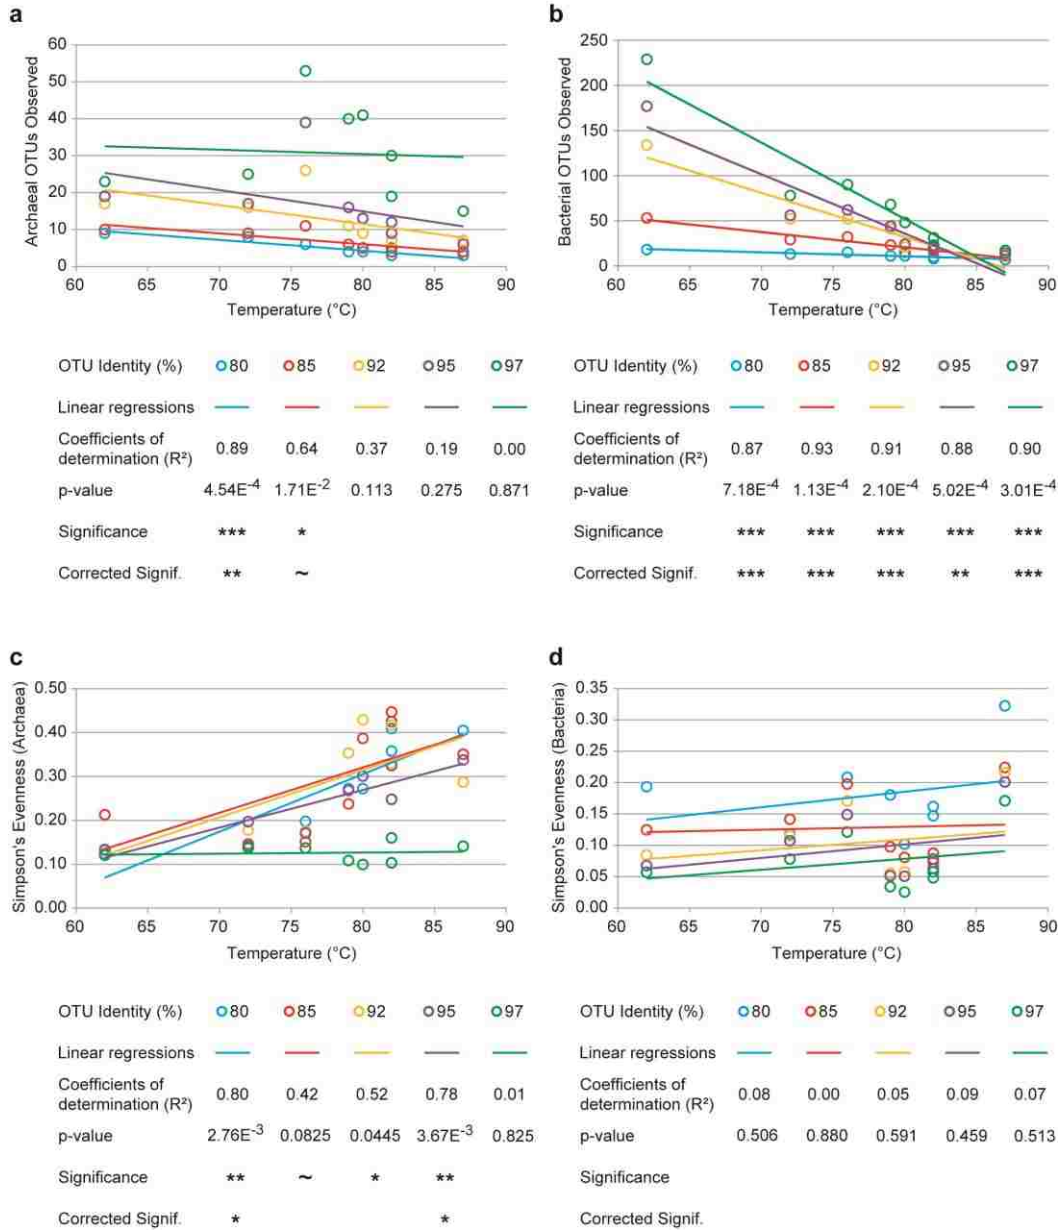 a
Archaeal OTUs Observed
60
50
40
30
20
10
0
60 65 70 75 80 85 90
Temperature (°C)
OTU Identity (%) 80 85 92 95 97
Linear regressions
Coefficients of
determination (R²) 0.89 0.64 0.37 0.19 0.00
p-value 4.54E⁻⁴ 1.71E⁻² 0.113 0.275 0.871
Significance *** *
Corrected Signif. ** ~
b
Bacterial OTUs Observed
250
200
150
100
50
0
60 65 70 75 80 85 90
Temperature (°C)
OTU Identity (%) 80 85 92 95 97
Linear regressions
Coefficients of
determination (R²) 0.87 0.93 0.91 0.88 0.90
p-value 7.18E⁻⁴ 1.13E⁻⁴ 2.10E⁻⁴ 5.02E⁻⁴ 3.01E⁻⁴
Significance *** *** *** *** ***
Corrected Signif. *** *** *** ** ***
c
Simpson's Evenness (Archaea)
0.50
0.40
0.30
0.20
0.10
0.00
60 65 70 75 80 85 90
Temperature (°C)
OTU Identity (%) 80 85 92 95 97
Linear regressions
Coefficients of
determination (R²) 0.80 0.42 0.52 0.78 0.01
p-value 2.76E⁻³ 0.0825 0.0445 3.67E⁻³ 0.825
Significance ** ~ * **
Corrected Signif. * *
d
Simpson's Evenness (Bacteria)
0.35
0.30
0.25
0.20
0.15
0.10
0.05
0.00
60 65 70 75 80 85 90
Temperature (°C)
OTU Identity (%) 80 85 92 95 97
Linear regressions
Coefficients of
determination (R²) 0.08 0.00 0.05 0.09 0.07
p-value 0.506 0.880 0.591 0.459 0.513
Significance
Corrected Signif.